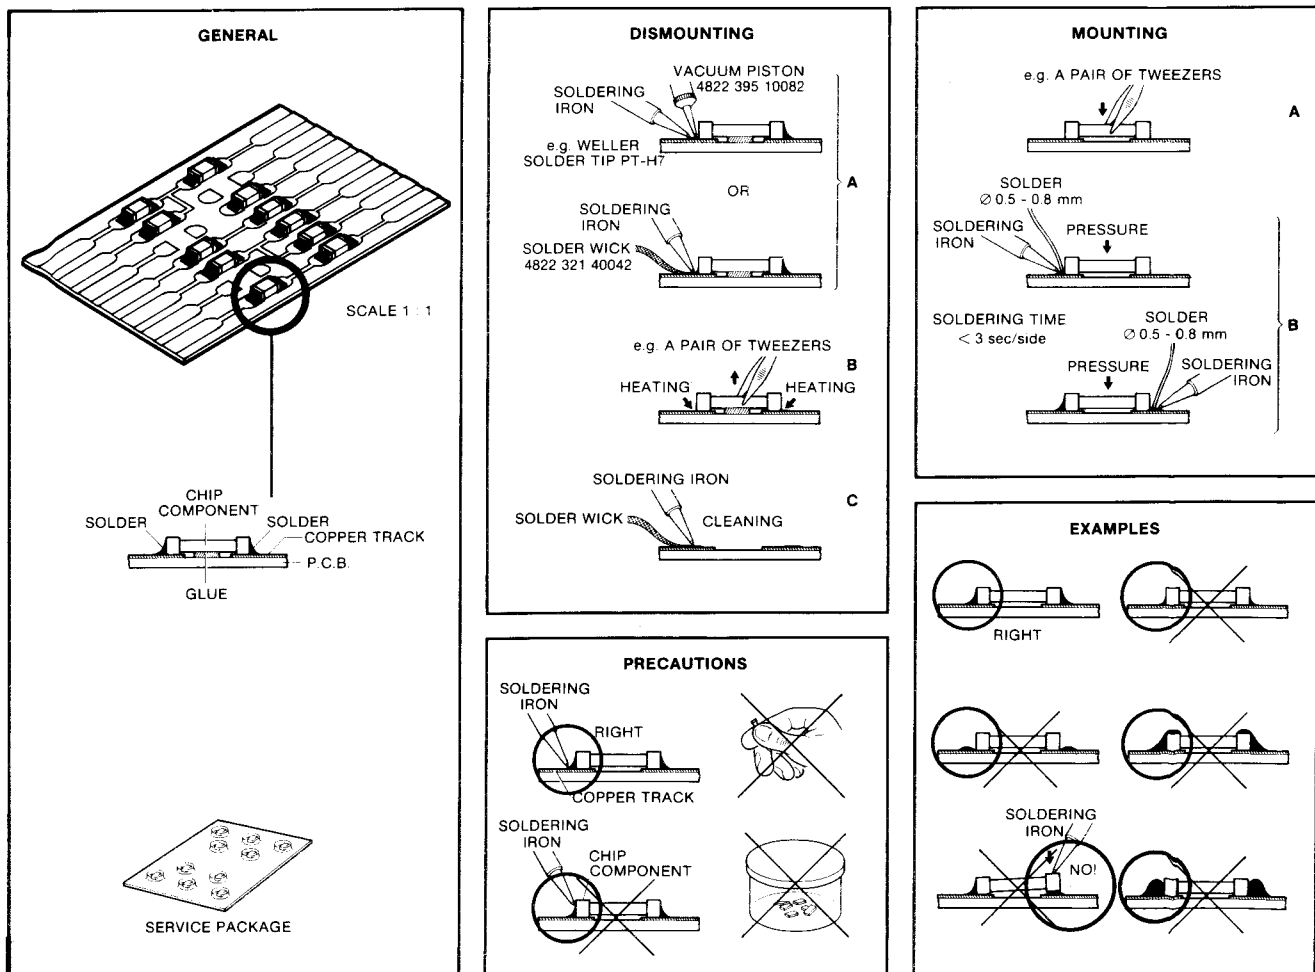 GENERAL
SCALE 1 : 1
CHIP
COMPONENT
SOLDER
SOLDER
COPPER TRACK
P.C.B.
GLUE
SERVICE PACKAGE
DISMOUNTING
VACUUM PISTON
4822 395 10082
SOLDERING
IRON
e.g. WELLER
SOLDER TIP PT-H7
A
OR
SOLDERING
IRON
SOLDER WICK
4822 321 40042
e.g. A PAIR OF TWEEZERS
B
HEATING
HEATING
C
SOLDERING IRON
SOLDER WICK
CLEANING
PRECAUTIONS
SOLDERING
IRON
RIGHT
COPPER TRACK
SOLDERING
IRON
CHIP
COMPONENT
MOUNTING
e.g. A PAIR OF TWEEZERS
A
SOLDER
Ø 0.5 - 0.8 mm
SOLDERING
IRON
PRESSURE
SOLDERING TIME
< 3 sec/side
SOLDER
Ø 0.5 - 0.8 mm
B
PRESSURE
SOLDERING
IRON
EXAMPLES
RIGHT
SOLDERING
IRON
NO!